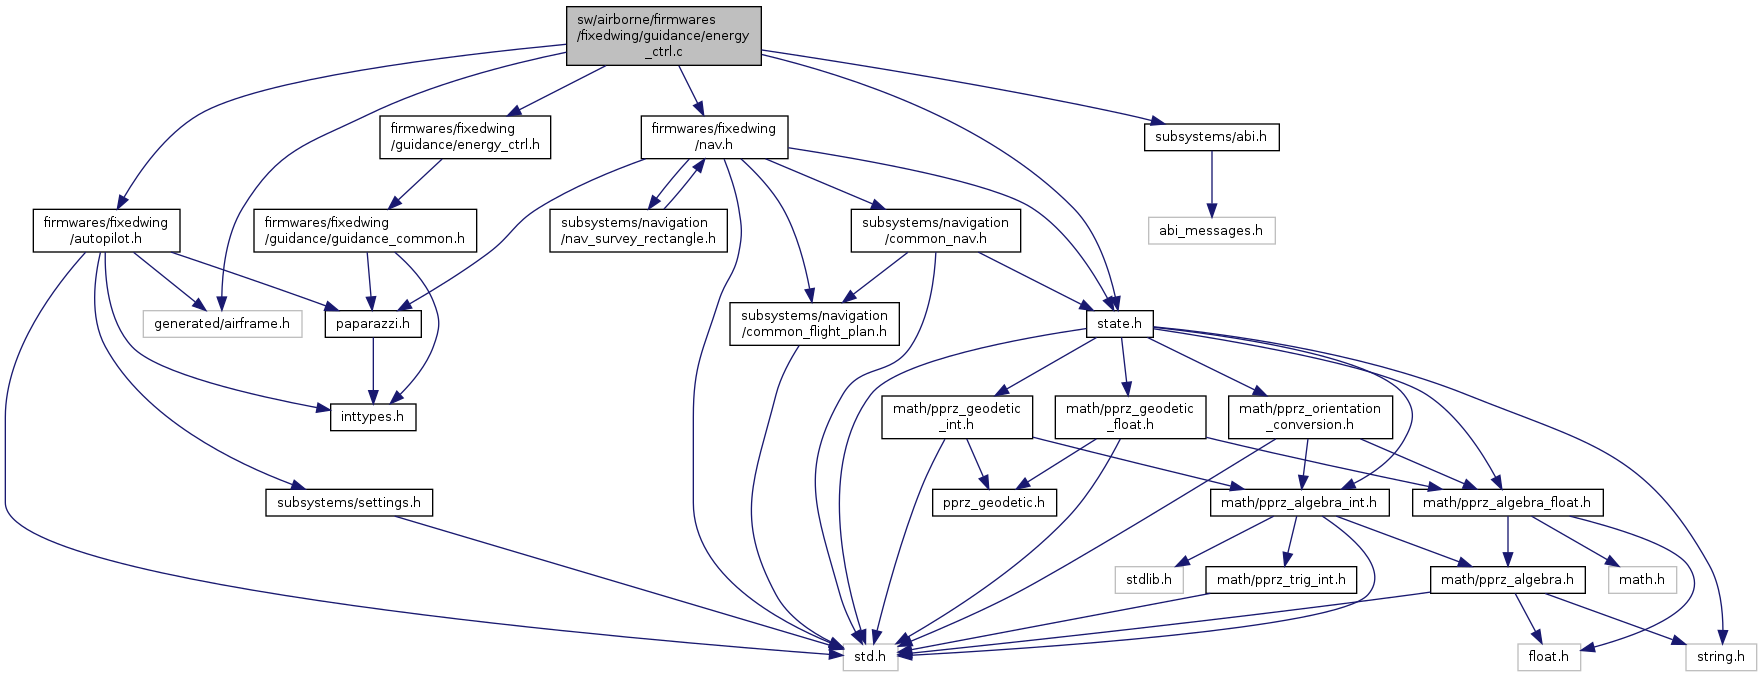 sw/airborne/firmwares
/fixedwing/guidance/energy
_ctrl.c
firmwares/fixedwing
/guidance/energy_ctrl.h
firmwares/fixedwing
/nav.h
subsystems/abi.h
firmwares/fixedwing
/autopilot.h
firmwares/fixedwing
/guidance/guidance_common.h
subsystems/navigation
/nav_survey_rectangle.h
subsystems/navigation
/common_nav.h
abi_messages.h
generated/airframe.h
paparazzi.h
subsystems/navigation
/common_flight_plan.h
state.h
inttypes.h
math/pprz_geodetic
_int.h
math/pprz_geodetic
_float.h
math/pprz_orientation
_conversion.h
subsystems/settings.h
pprz_geodetic.h
math/pprz_algebra_int.h
math/pprz_algebra_float.h
stdlib.h
math/pprz_trig_int.h
math/pprz_algebra.h
math.h
std.h
float.h
string.h